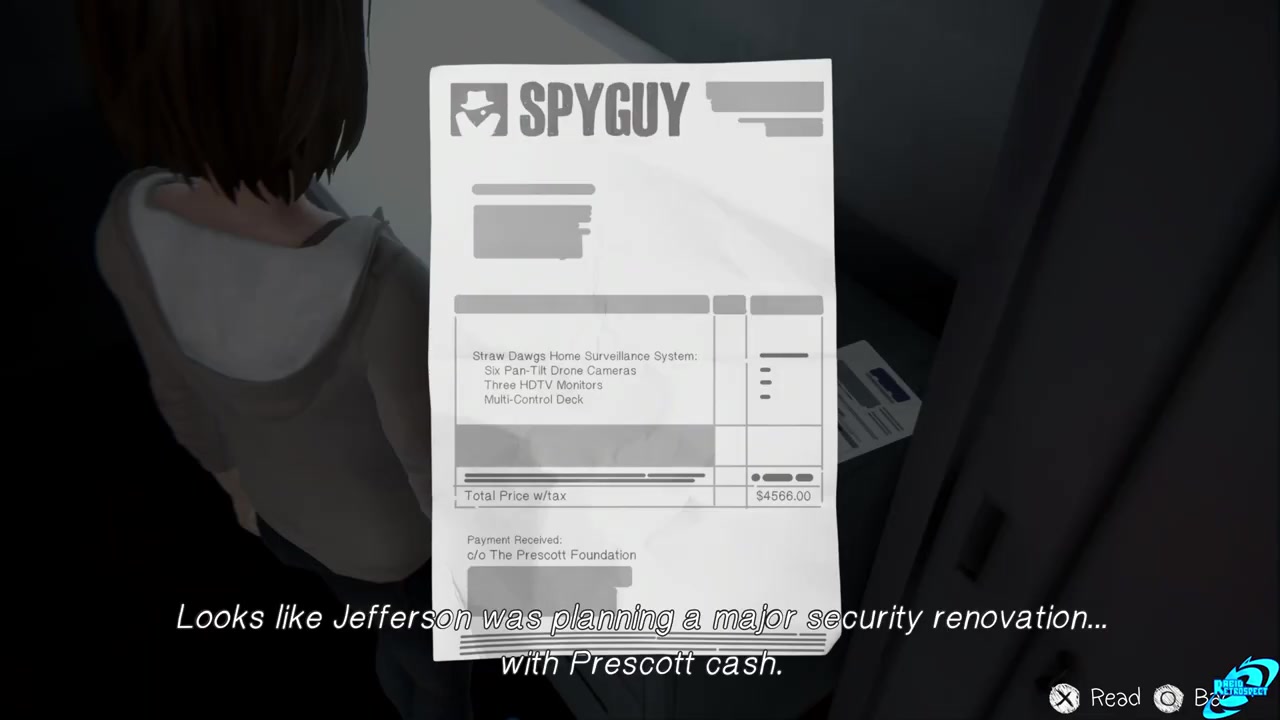 SPYGUY
Straw Dawgs Home Surveillance System:
Six Pan-Tilt Drone Cameras
Three HDTV Monitors
Multi-Control Deck
Total Price w/tax $4566.00
Payment Received:
c/o The Prescott Foundation
Looks like Jefferson was planning a major security renovation...
with Prescott cash.
Read
RETROSPECT